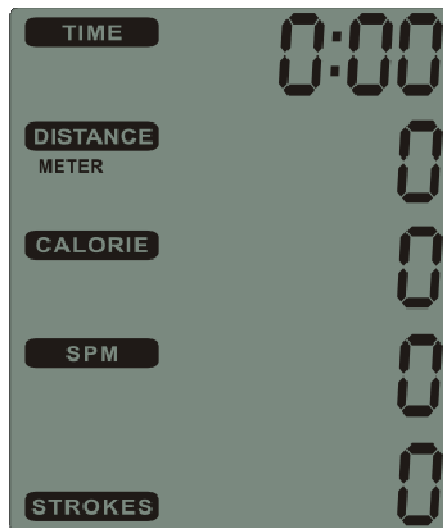 TIME 0:00
DISTANCE 0
METER
CALORIE 0
SPM 0
STROKES 0